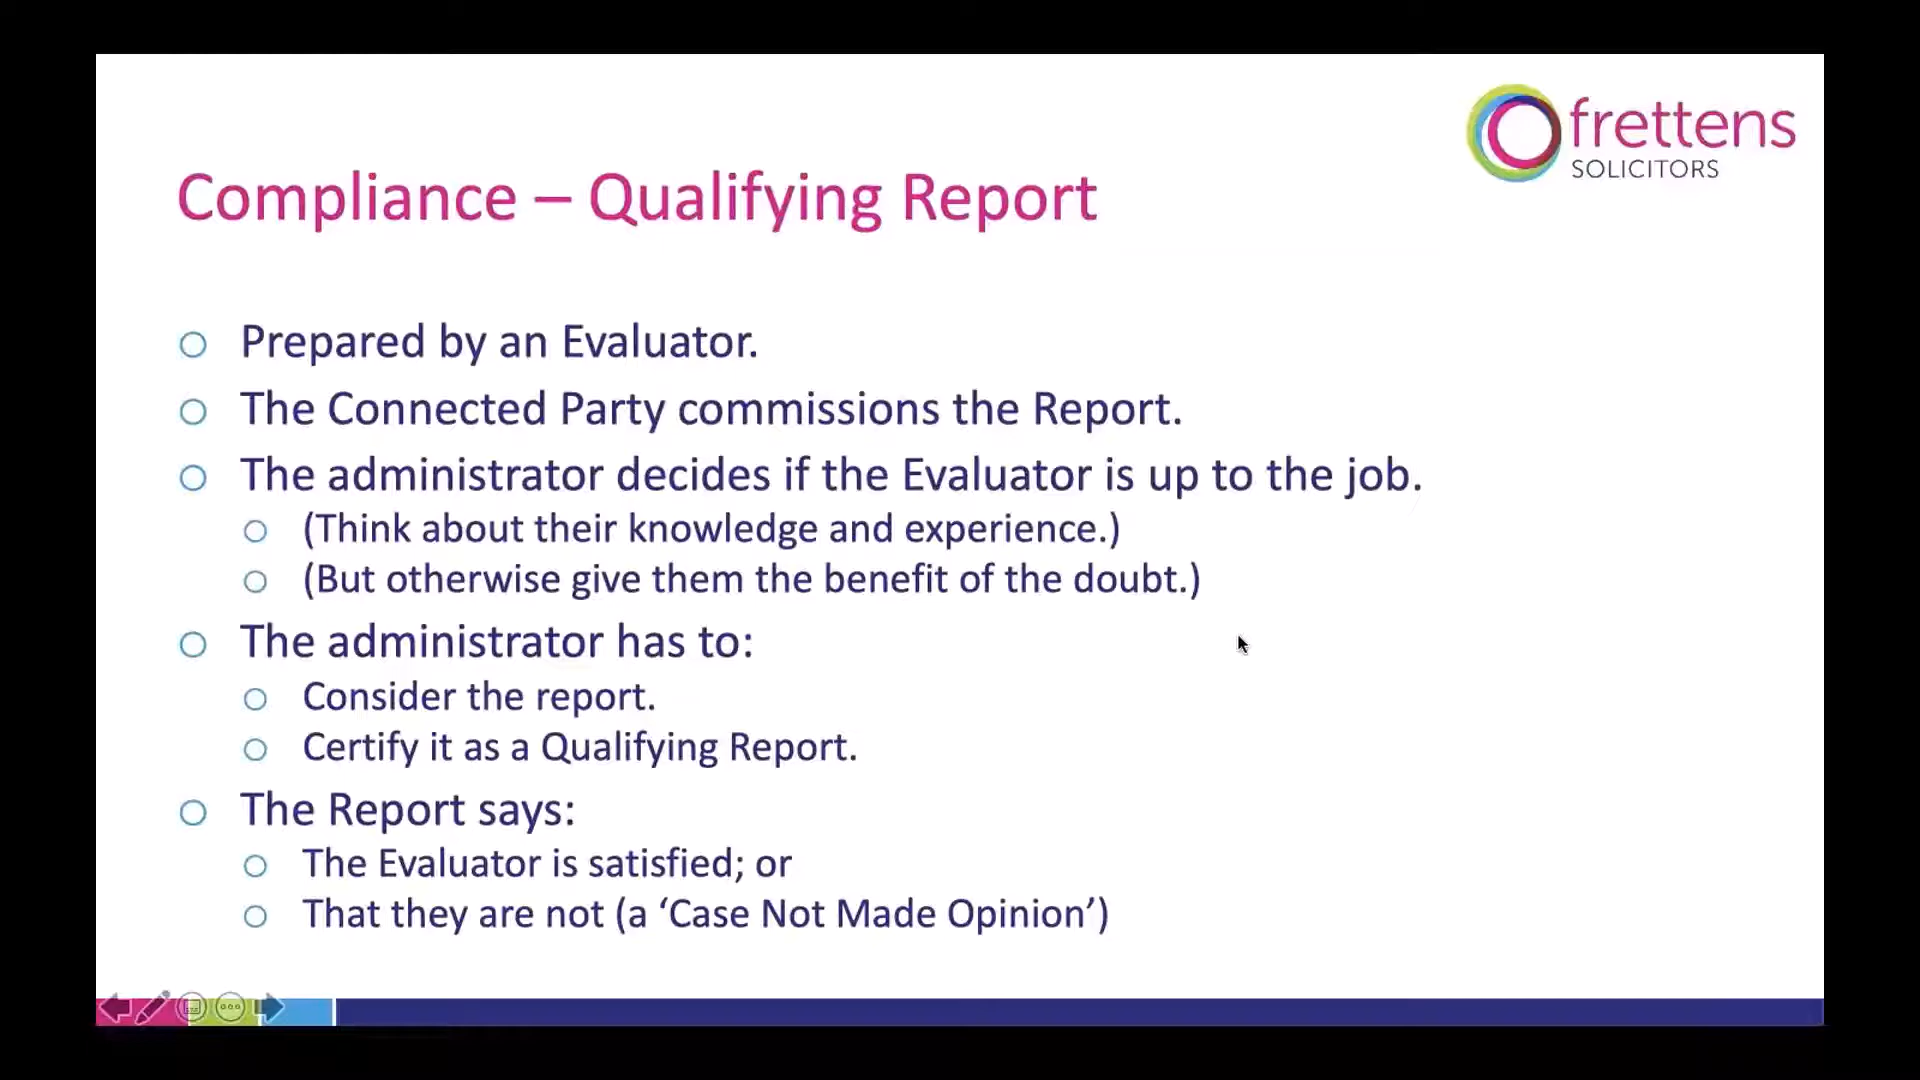 frettens
SOLICITORS
Compliance – Qualifying Report
Prepared by an Evaluator.
The Connected Party commissions the Report.
The administrator decides if the Evaluator is up to the job.
(Think about their knowledge and experience.)
(But otherwise give them the benefit of the doubt.)
The administrator has to:
Consider the report.
Certify it as a Qualifying Report.
The Report says:
The Evaluator is satisfied; or
That they are not (a ‘Case Not Made Opinion’)